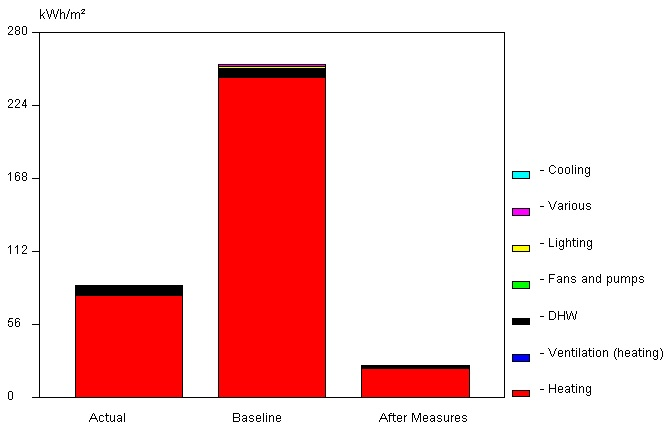 kWh/m²
280
224
168
112
56
0
Actual
Baseline
After Measures
- Cooling
- Various
- Lighting
- Fans and pumps
- DHW
- Ventilation (heating)
- Heating